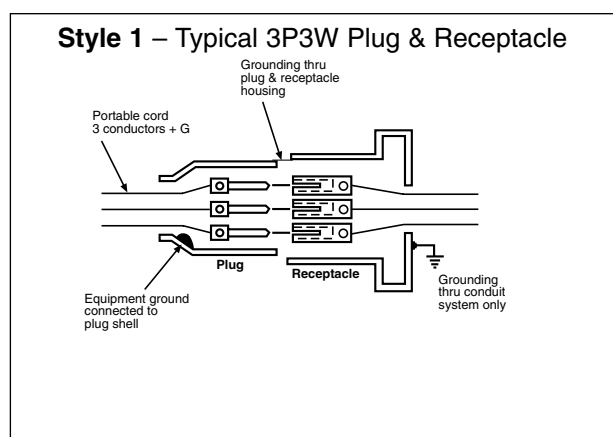 Style 1 – Typical 3P3W Plug & Receptacle
Grounding thru
plug & receptacle
housing
Portable cord
3 conductors + G
Plug
Receptacle
Equipment ground
connected to
plug shell
Grounding
thru conduit
system only